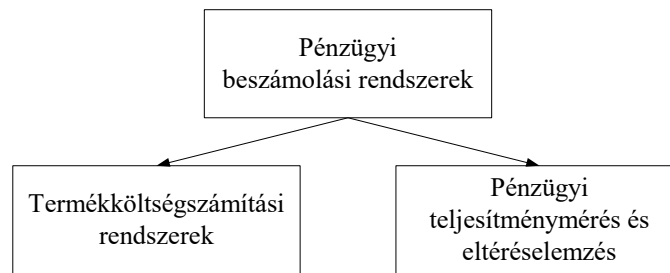 Pénzügyi
beszámolási rendszerek
Termékköltségszámítási
rendszerek
Pénzügyi
teljesítménymérés és
eltéréselemzés